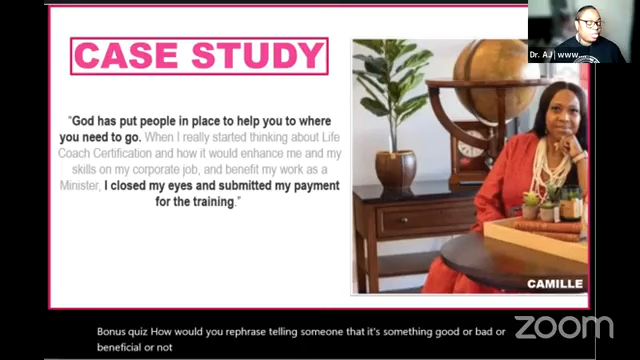 CASE STUDY
"God has put people in place to help you to where
you need to go. When I really started thinking about Life
Coach Certification and how it would enhance me and my
skills on my corporate job, and benefit my work as a
Minister, I closed my eyes and submitted my payment
for the training."
CAMILLE
Dr. AJ | www....
Bonus quiz How would you rephrase telling someone that it's something good or bad or
beneficial or not
zoom